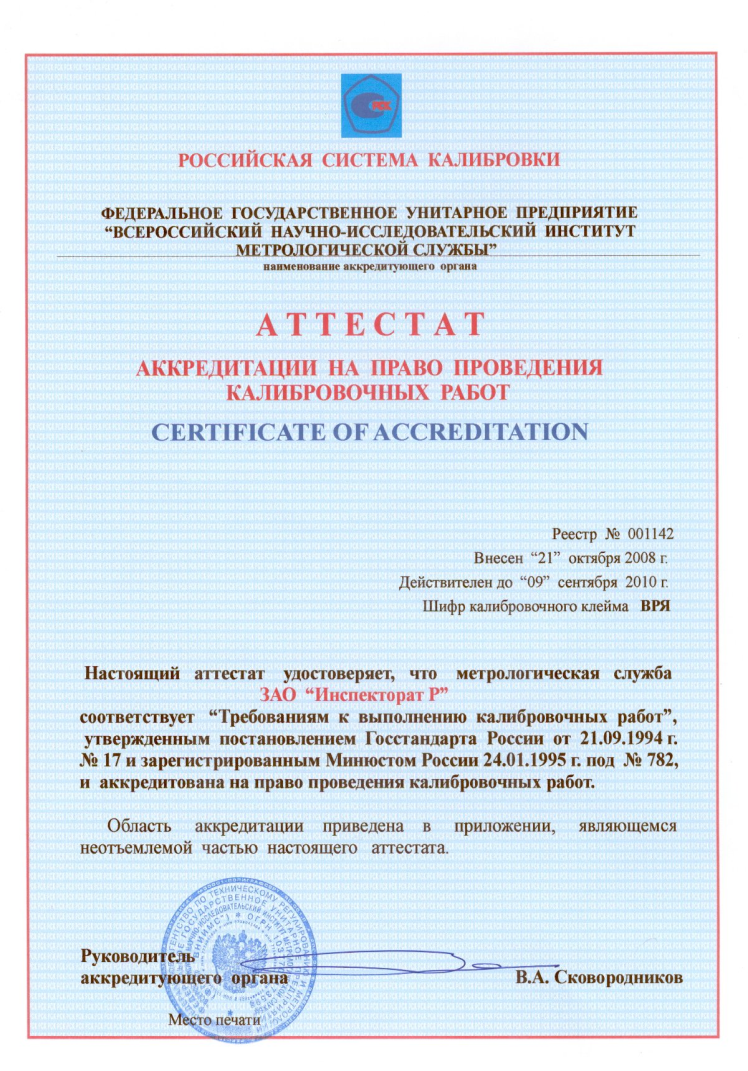 РОССИЙСКАЯ СИСТЕМА КАЛИБРОВКИ
ФЕДЕРАЛЬНОЕ ГОСУДАРСТВЕННОЕ УНИТАРНОЕ ПРЕДПРИЯТИЕ
“ВСЕРОССИЙСКИЙ НАУЧНО-ИССЛЕДОВАТЕЛЬСКИЙ ИНСТИТУТ
МЕТРОЛОГИЧЕСКОЙ СЛУЖБЫ”
наименование аккредитующего органа
АТТЕСТАТ
АККРЕДИТАЦИИ НА ПРАВО ПРОВЕДЕНИЯ
КАЛИБРОВОЧНЫХ РАБОТ
CERTIFICATE OF ACCREDITATION
Реестр № 001142
Внесен “21” октября 2008 г.
Действителен до “09” сентября 2010 г.
Шифр калибровочного клейма ВРЯ
Настоящий аттестат удостоверяет, что метрологическая служба
ЗАО “Инспекторат Р”
соответствует “Требованиям к выполнению калибровочных работ”,
утвержденным постановлением Госстандарта России от 21.09.1994 г.
№ 17 и зарегистрированным Минюстом России 24.01.1995 г. под № 782,
и аккредитована на право проведения калибровочных работ.
Область аккредитации приведена в приложении, являющемся
неотъемлемой частью настоящего аттестата.
Руководитель
аккредитующего органа В.А. Сковородников
Место печати